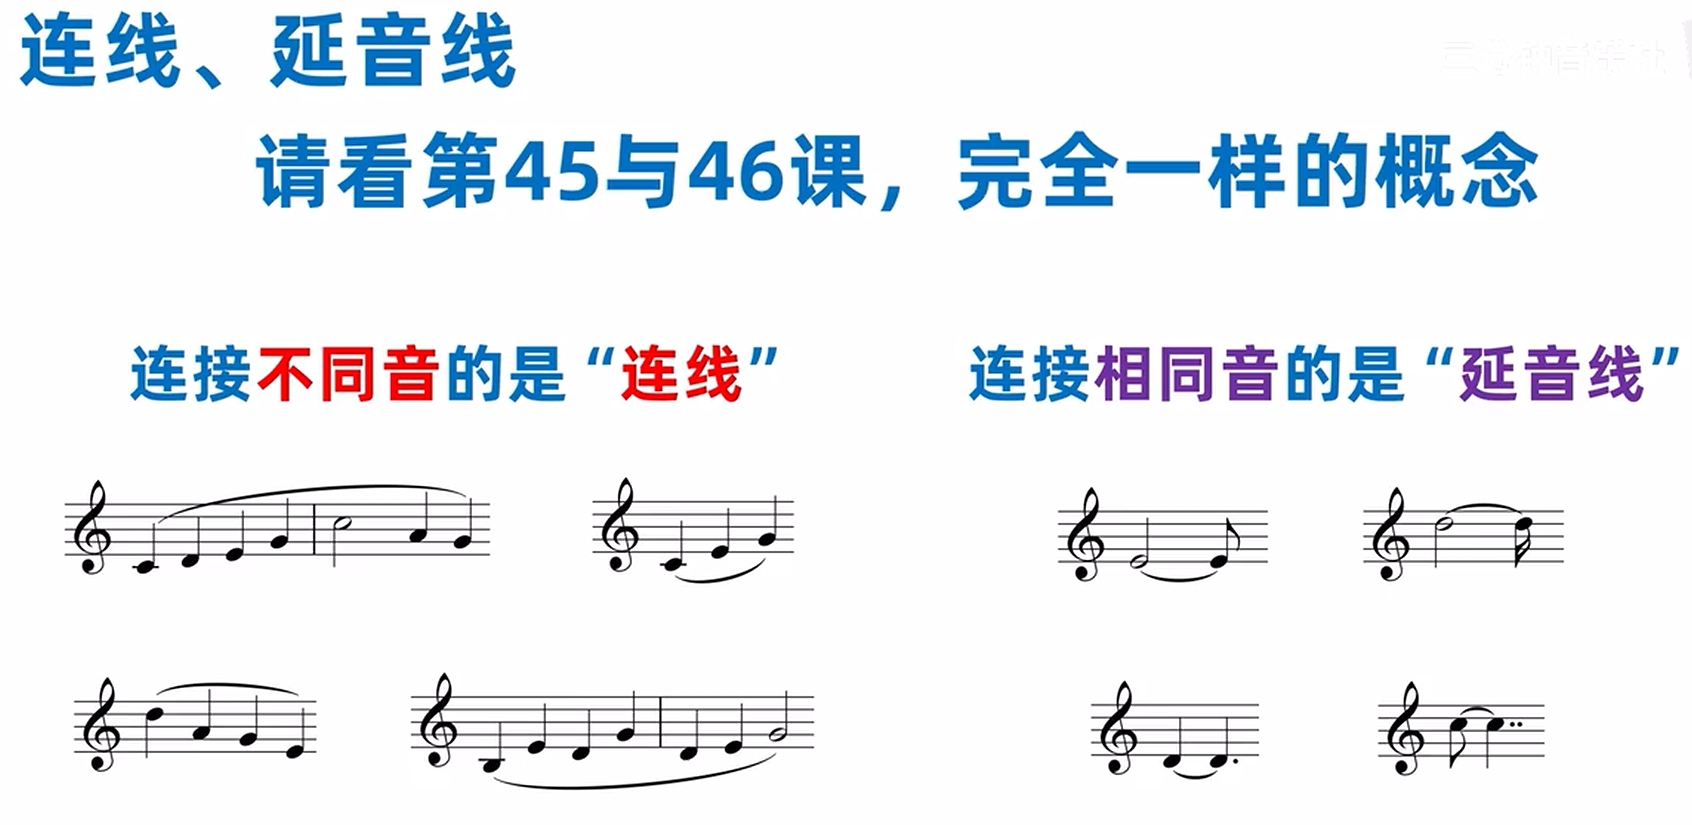 连线、延音线
请看第45与46课，完全一样的概念
连接不同音的是“连线”
连接相同音的是“延音线”